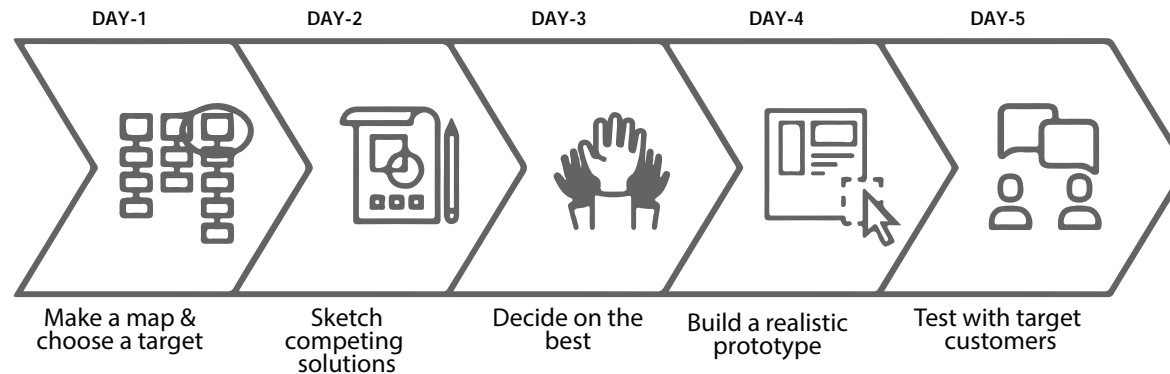 DAY-1
DAY-2
DAY-3
DAY-4
DAY-5
Make a map &
choose a target
Sketch
competing
solutions
Decide on the
best
Build a realistic
prototype
Test with target
customers